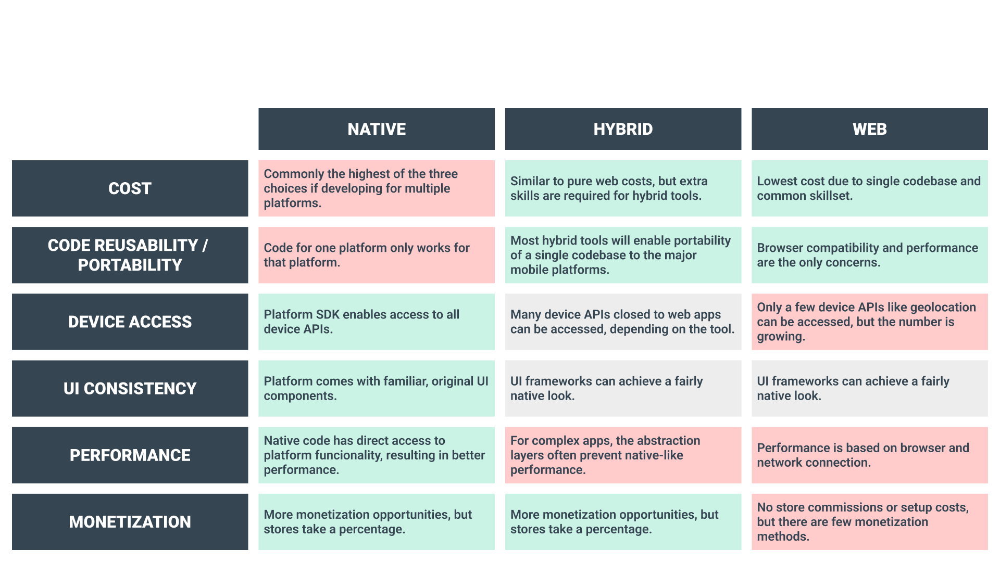 NATIVE
HYBRID
WEB
COST
Commonly the highest of the three
choices if developing for multiple
platforms.
Similar to pure web costs, but extra
skills are required for hybrid tools.
Lowest cost due to single codebase and
common skillset.
CODE REUSABILITY /
PORTABILITY
Code for one platform only works for
that platform.
Most hybrid tools will enable portability
of a single codebase to the major
mobile platforms.
Browser compatibility and performance
are the only concerns.
DEVICE ACCESS
Platform SDK enables access to all
device APIs.
Many device APIs closed to web apps
can be accessed, depending on the tool.
Only a few device APIs like geolocation
can be accessed, but the number is
growing.
UI CONSISTENCY
Platform comes with familiar, original UI
components.
UI frameworks can achieve a fairly
native look.
UI frameworks can achieve a fairly
native look.
PERFORMANCE
Native code has direct access to
platform funcionality, resulting in better
performance.
For complex apps, the abstraction
layers often prevent native-like
performance.
Performance is based on browser and
network connection.
MONETIZATION
More monetization opportunities, but
stores take a percentage.
More monetization opportunities, but
stores take a percentage.
No store commissions or setup costs,
but there are few monetization
methods.